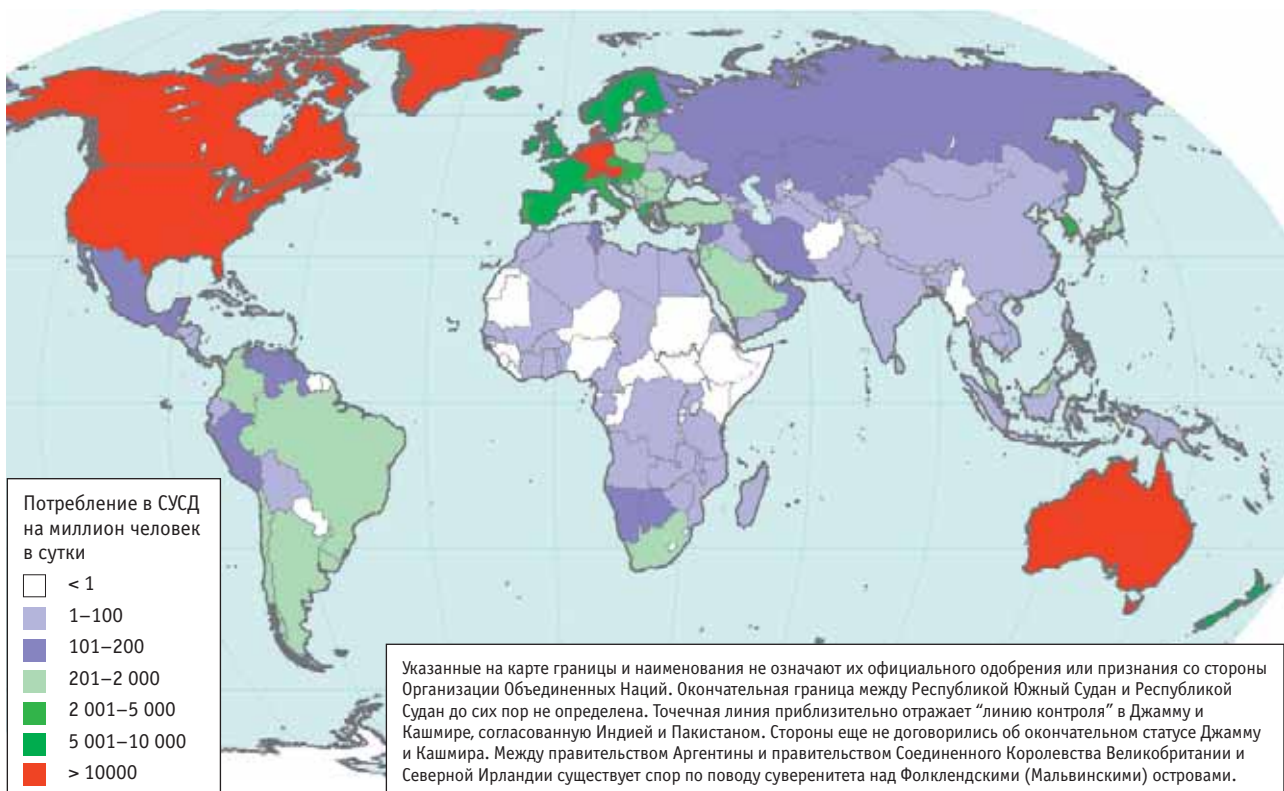 Потребление в СУСД
на миллион человек
в сутки
< 1
1–100
101–200
201–2 000
2 001–5 000
5 001–10 000
> 10000
Указанные на карте границы и наименования не означают их официального одобрения или признания со стороны
Организации Объединенных Наций. Окончательная граница между Республикой Южный Судан и Республикой
Судан до сих пор не определена. Точечная линия приблизительно отражает “линию контроля” в Джамму и
Кашмире, согласованную Индией и Пакистаном. Стороны еще не договорились об окончательном статусе Джамму
и Кашмира. Между правительством Аргентины и правительством Соединенного Королевства Великобритании и
Северной Ирландии существует спор по поводу суверенитета над Фолклендскими (Мальвинскими) островами.